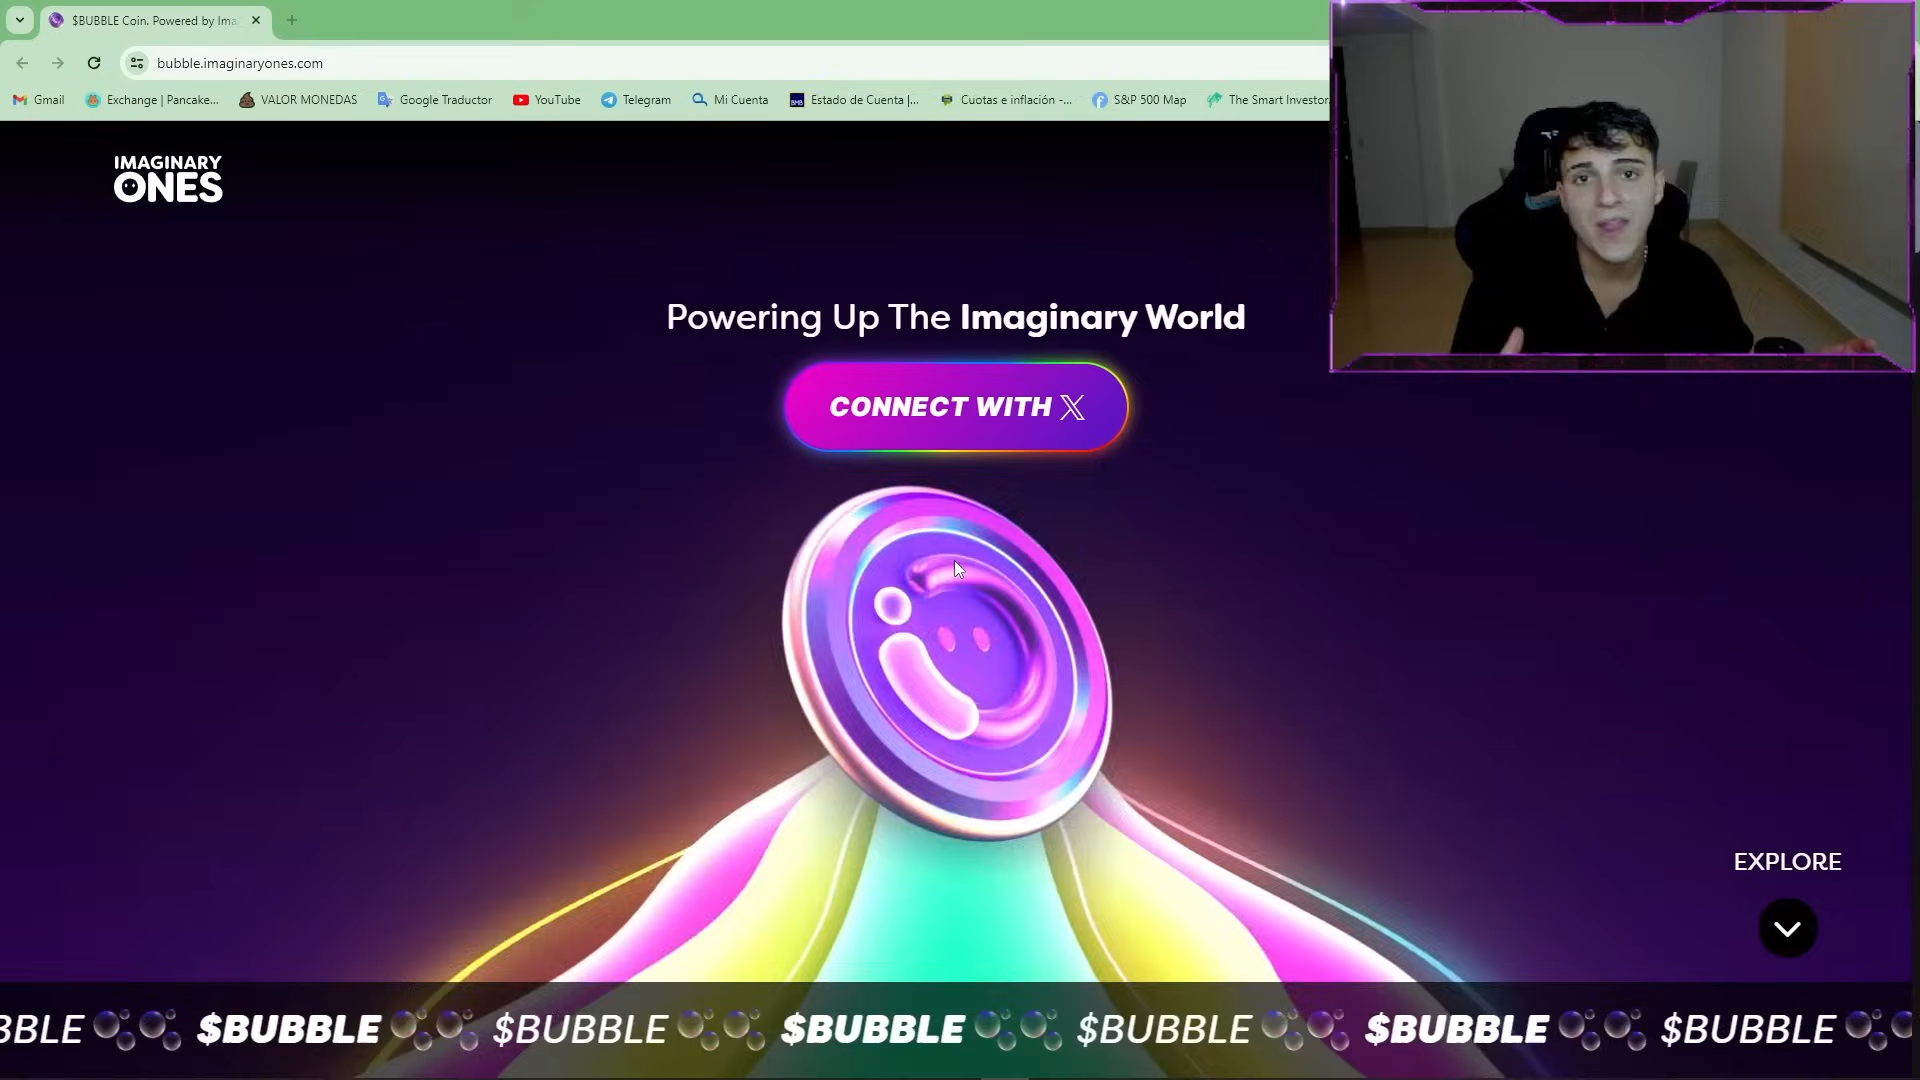 $BUBBLE Coin. Powered by Ima
bubble.imaginaryones.com
Gmail
Exchange | Pancake...
VALOR MONEDAS
Google Traductor
YouTube
Telegram
Mi Cuenta
Estado de Cuenta |...
Cuotas e inflación -...
S&P 500 Map
The Smart Investor
IMAGINARY
ONES
Powering Up The Imaginary World
CONNECT WITH X
EXPLORE
BBLE $BUBBLE $BUBBLE $BUBBLE $BUBBLE $BUBBLE $BUBBLE